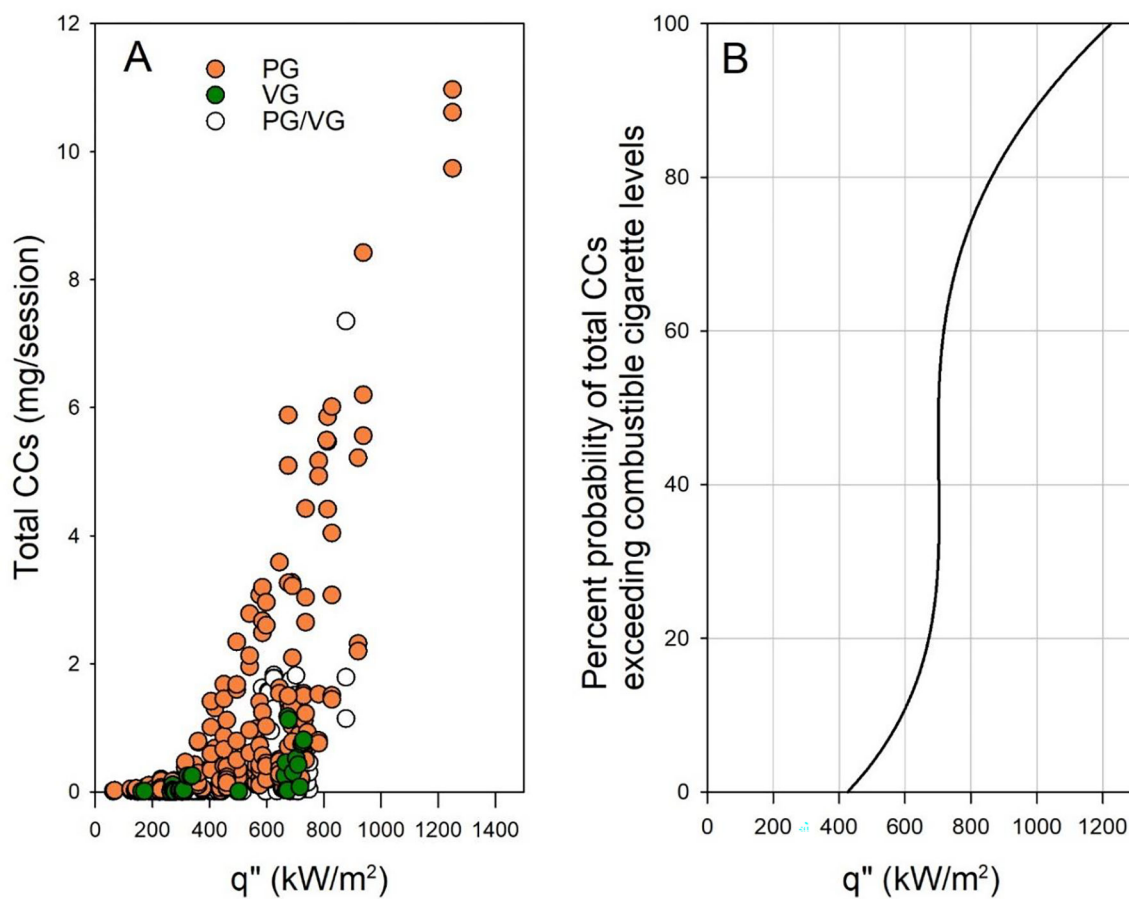 A
PG
VG
PG/VG
12
10
8
6
4
2
0
Total CCs (mg/session)
0 200 400 600 800 1000 1200 1400
q" (kW/m²)
B
100
80
60
40
20
0
Percent probability of total CCs
exceeding combustible cigarette levels
0 200 400 600 800 1000 1200
q" (kW/m²)